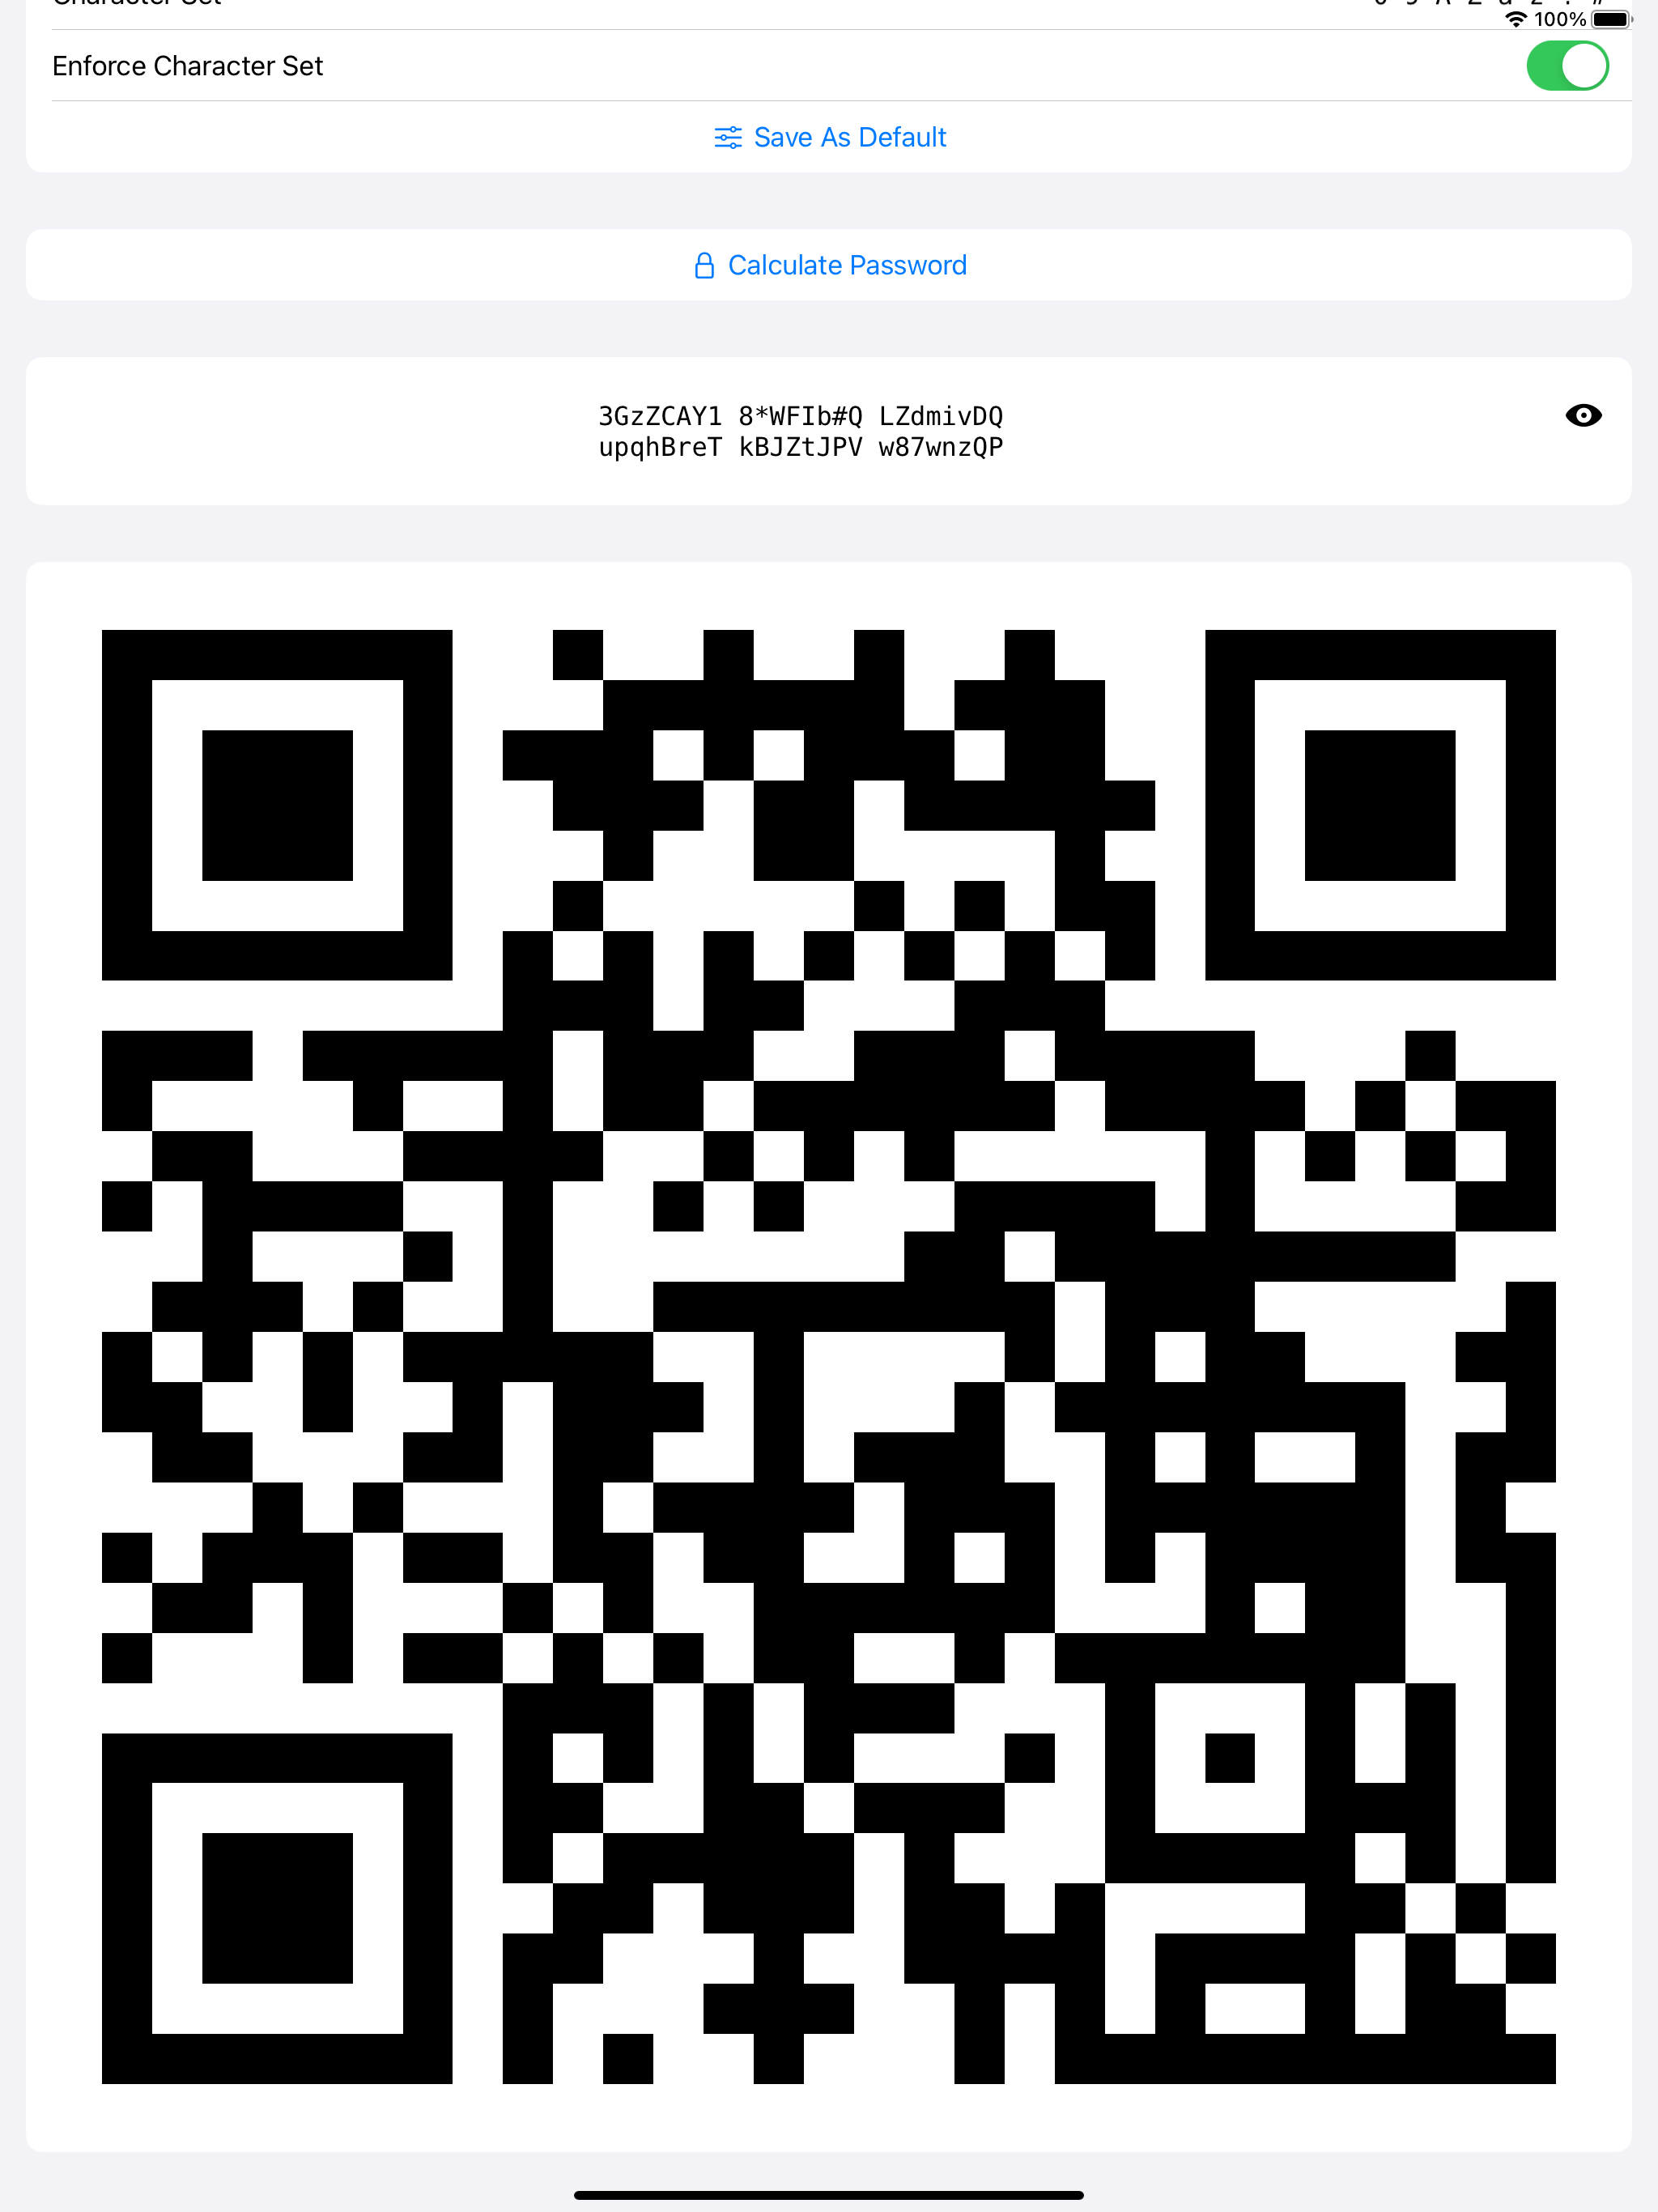 100%
Enforce Character Set
Save As Default
Calculate Password
3GzZCAY1 8*WFIb#Q LZdmivDQ
upqhBreT kBJZtJPV w87wnzQP